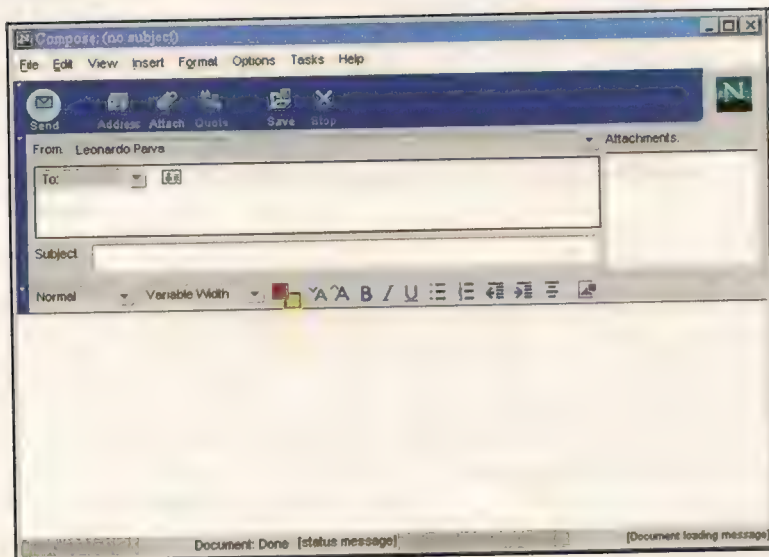 Compose: (no subject)
File Edit View Insert Format Options Tasks Help
N
Send Address Attach Quote Save Stop
From: Leonardo Parva
Attachments:
To:
Subject:
Normal Variable Width A A B I U
Document: Done [status message] [Document loading message]